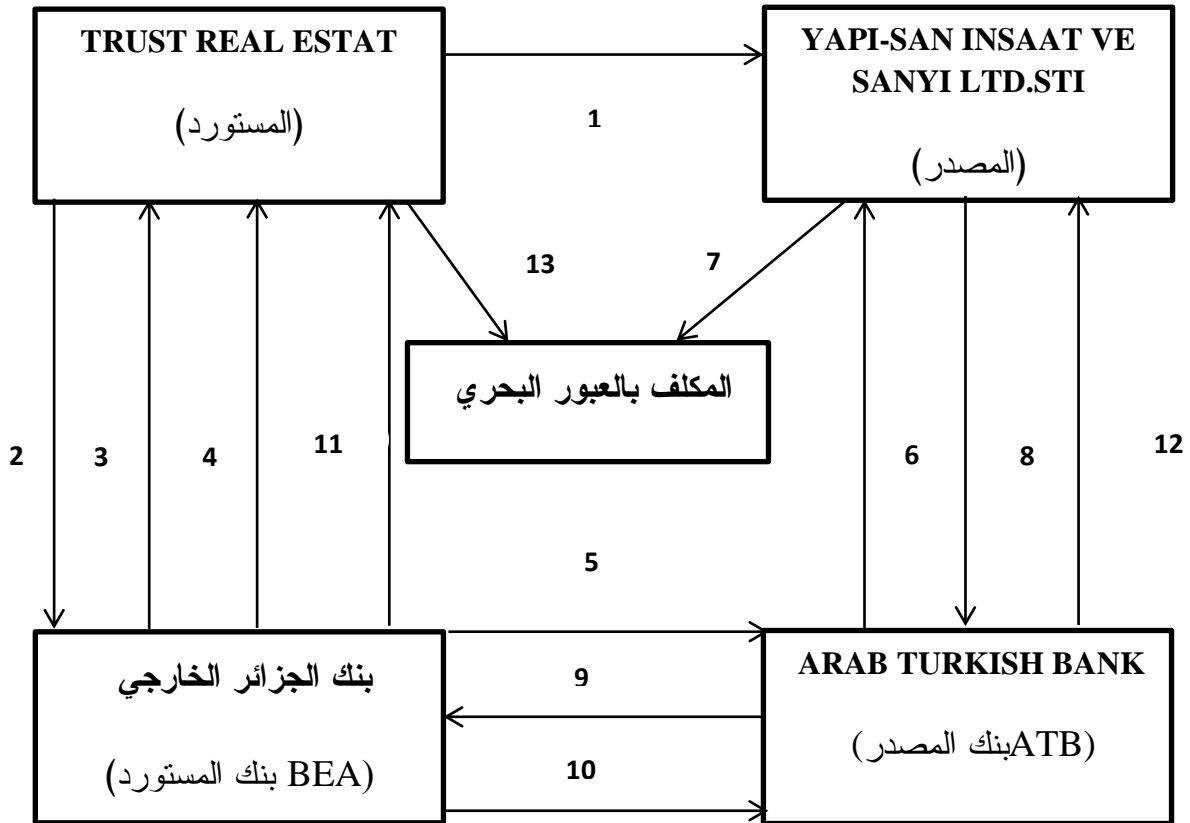 TRUST REAL ESTAT
(المستورد)
YAPI-SAN INSAAT VE
SANYI LTD.STI
(المصدر)
1
13
7
المكلف بالعبور البحري
2
3
4
11
6
8
12
5
بنك الجزائر الخارجي
(BEA بنك المستورد)
9
10
ARAB TURKISH BANK
(ATBبنك المصدر)